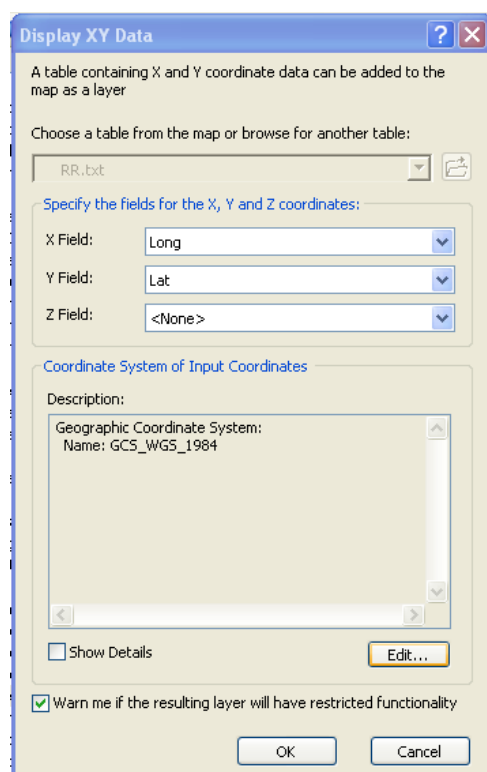 Display XY Data
?
A table containing X and Y coordinate data can be added to the
map as a layer
Choose a table from the map or browse for another table:
RR.txt
Specify the fields for the X, Y and Z coordinates:
X Field:
Long
Y Field:
Lat
Z Field:
<None>
Coordinate System of Input Coordinates
Description:
Geographic Coordinate System:
Name: GCS_WGS_1984
Show Details
Edit...
Warn me if the resulting layer will have restricted functionality
OK
Cancel